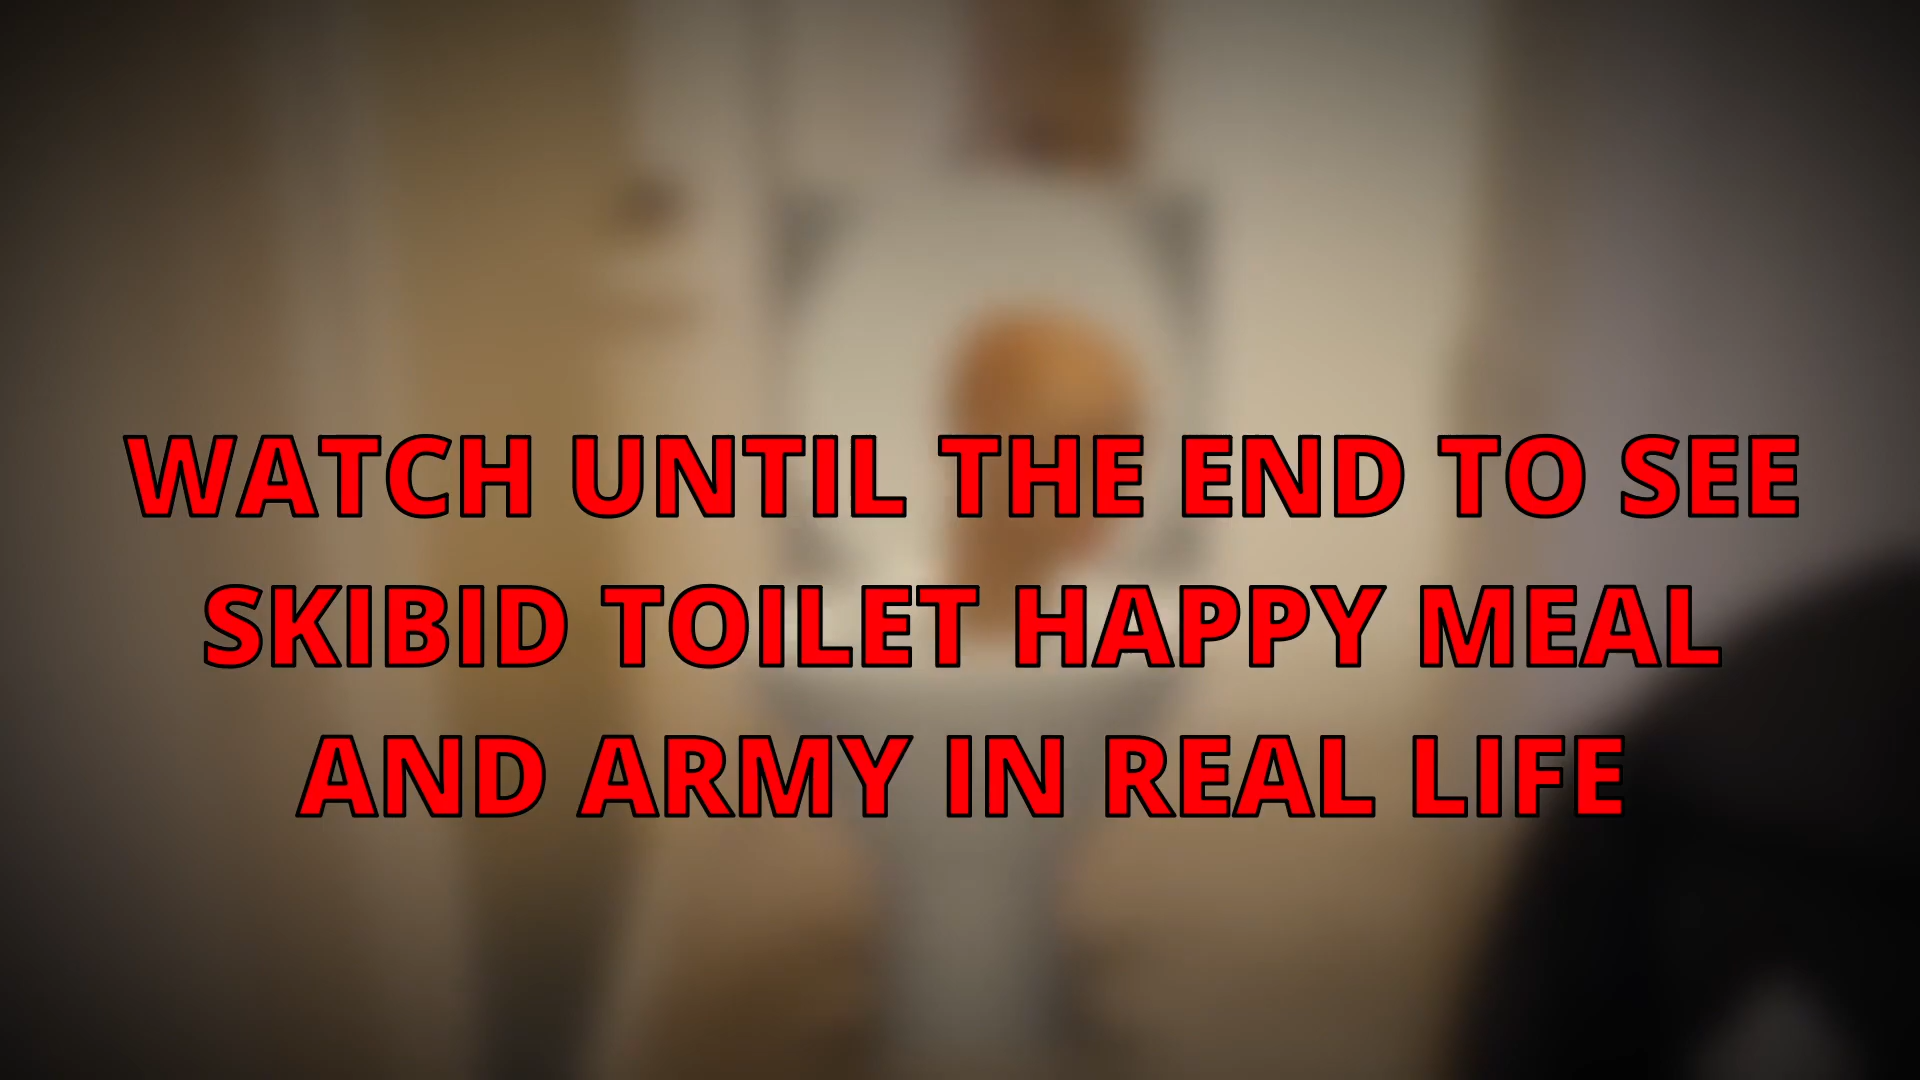 WATCH UNTIL THE END TO SEE
SKIBID TOILET HAPPY MEAL
AND ARMY IN REAL LIFE